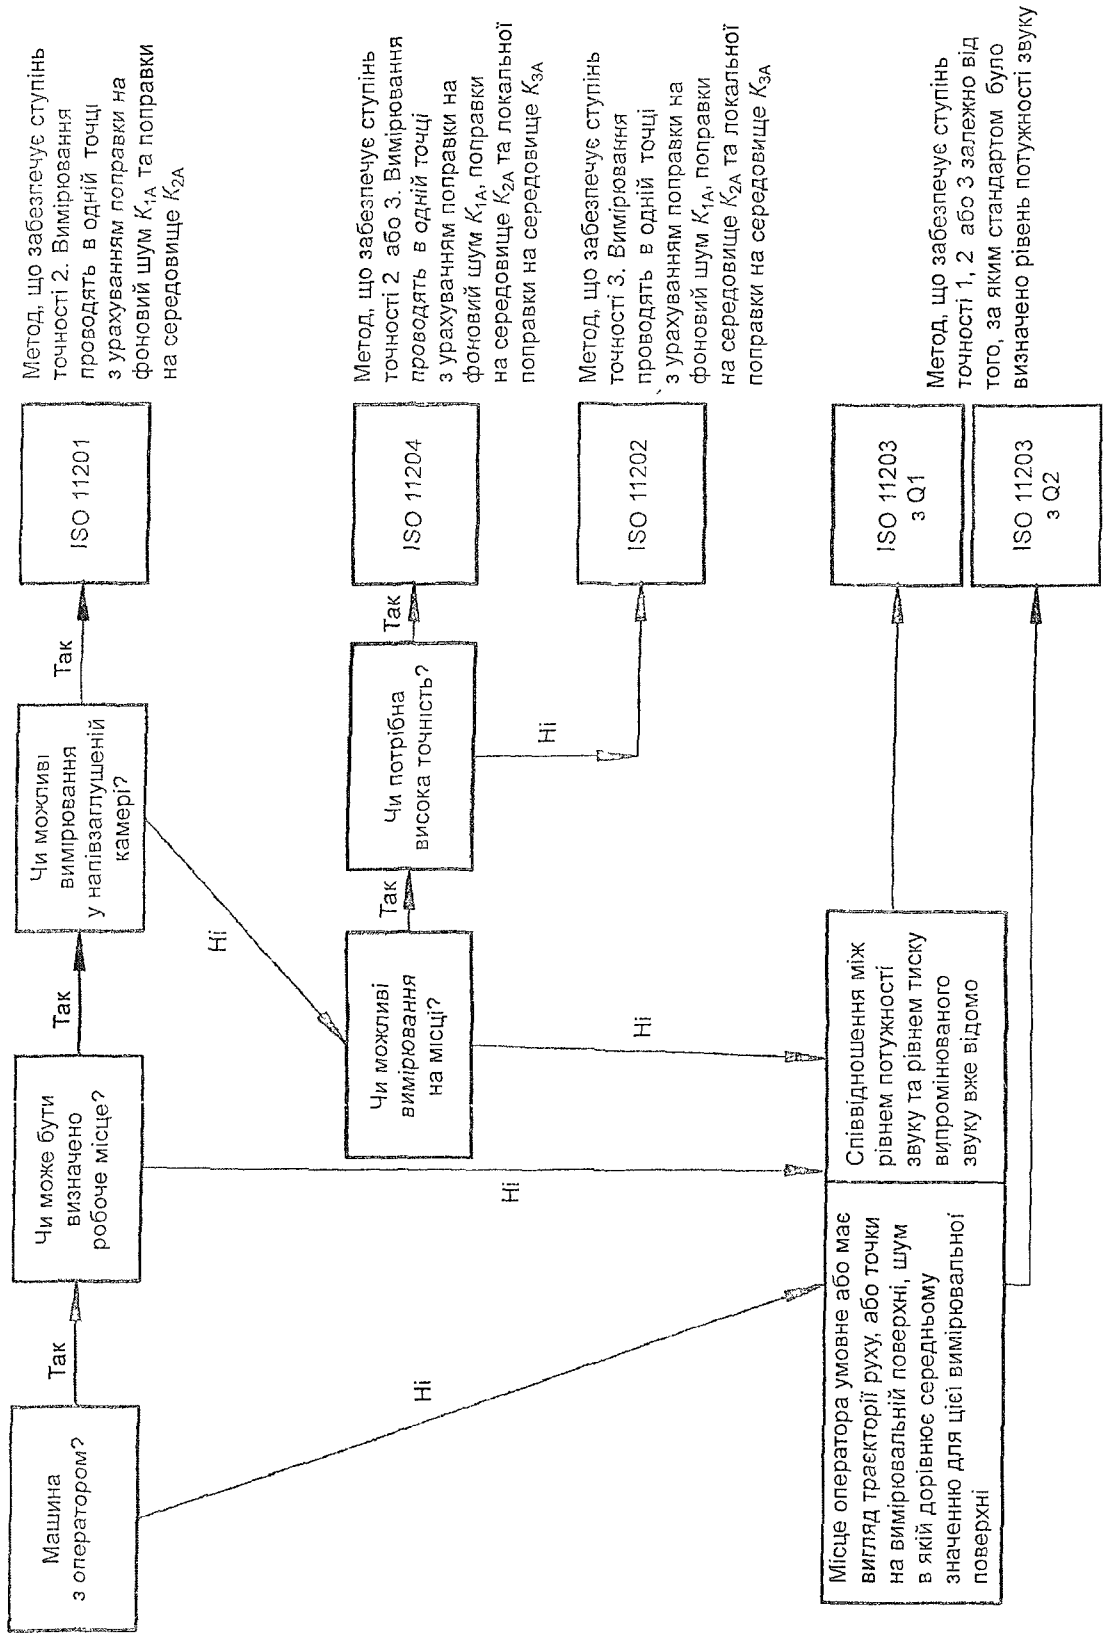 Машина
з оператором?
Так
Ні
Чи може бути
визначено
робоче місце?
Так
Ні
Чи можливі
вимірювання
у напівзаглушеній
камері?
Так
Ні
ISO 11201
Метод, що забезпечує ступінь
точності 2. Вимірювання
проводять в одній точці
з урахуванням поправки на
фоновий шум K1A та поправки
на середовище K2A
Чи можливі
вимірювання
на місці?
Так
Ні
Чи потрібна
висока точність?
Так
Ні
ISO 11204
Метод, що забезпечує ступінь
точності 2 або 3. Вимірювання
проводять в одній точці
з урахуванням поправки на
фоновий шум K1A, поправки
на середовище K2A та локальної
поправки на середовище K3A
ISO 11202
Метод, що забезпечує ступінь
точності 3. Вимірювання
проводять в одній точці
з урахуванням поправки на
фоновий шум K1A, поправки
на середовище K2A та локальної
поправки на середовище K3A
Місце оператора умовне або має
вигляд траєкторії руху, або точки
на вимірювальній поверхні, шум
в якій дорівнює середньому
значенню для цієї вимірювальної
поверхні
Співвідношення між
рівнем потужності
звуку та рівнем тиску
випромінюваного
звуку вже відомо
ISO 11203
з Q1
ISO 11203
з Q2
Метод, що забезпечує ступінь
точності 1, 2 або 3 залежно від
того, за яким стандартом було
визначено рівень потужності звуку